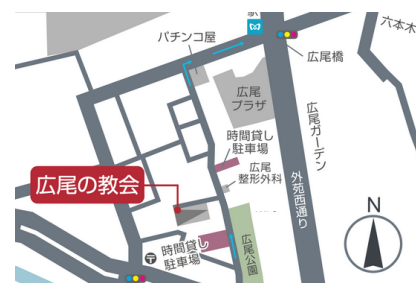 駅
パチンコ屋
六本木
広尾橋
広尾
プラザ
広尾ガーデン
時間貸し
駐車場
広尾
整形外科
広尾の教会
外苑西通り
N
時間貸し
駐車場
広尾公園